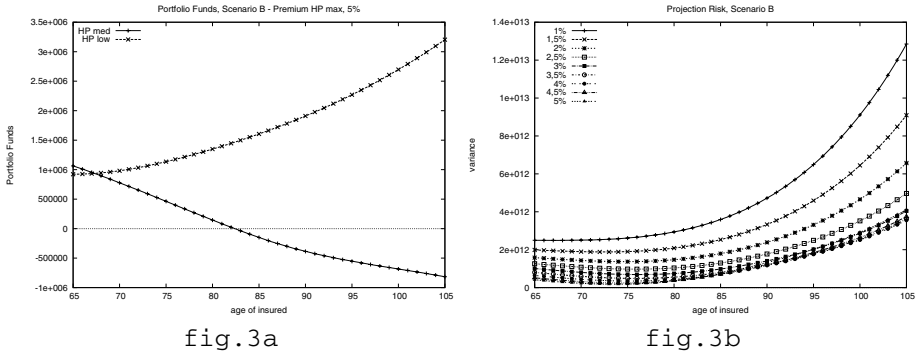 Portfolio Funds, Scenario B - Premium HP max, 5%
HP med
HP low
3.5e+006
3e+006
2.5e+006
2e+006
1.5e+006
1e+006
500000
0
-500000
-1e+006
Portfolio Funds
65 70 75 80 85 90 95 100 105
age of insured
fig.3a
Projection Risk, Scenario B
1%
1,5%
2%
2,5%
3%
3,5%
4%
4,5%
5%
1.4e+013
1.2e+013
1e+013
8e+012
6e+012
4e+012
2e+012
0
variance
65 70 75 80 85 90 95 100 105
age of insured
fig.3b